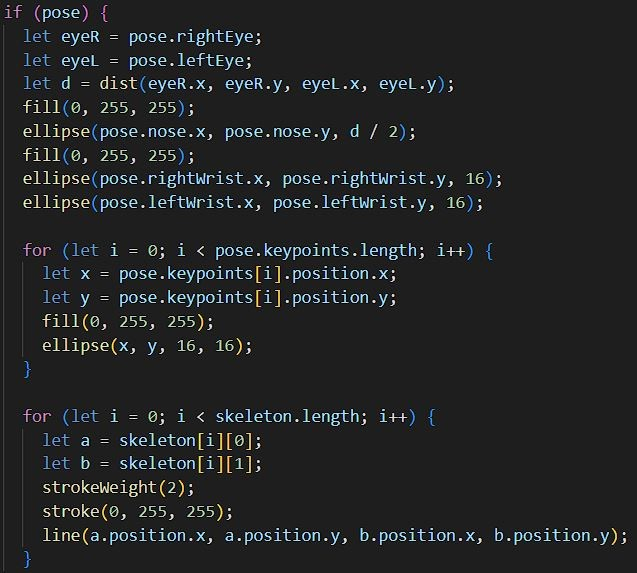 if (pose) {
let eyeR = pose.rightEye;
let eyeL = pose.leftEye;
let d = dist(eyeR.x, eyeR.y, eyeL.x, eyeL.y);
fill(0, 255, 255);
ellipse(pose.nose.x, pose.nose.y, d / 2);
fill(0, 255, 255);
ellipse(pose.rightWrist.x, pose.rightWrist.y, 16);
ellipse(pose.leftWrist.x, pose.leftWrist.y, 16);
for (let i = 0; i < pose.keypoints.length; i++) {
let x = pose.keypoints[i].position.x;
let y = pose.keypoints[i].position.y;
fill(0, 255, 255);
ellipse(x, y, 16, 16);
}
for (let i = 0; i < skeleton.length; i++) {
let a = skeleton[i][0];
let b = skeleton[i][1];
strokeWeight(2);
stroke(0, 255, 255);
line(a.position.x, a.position.y, b.position.x, b.position.y);
}